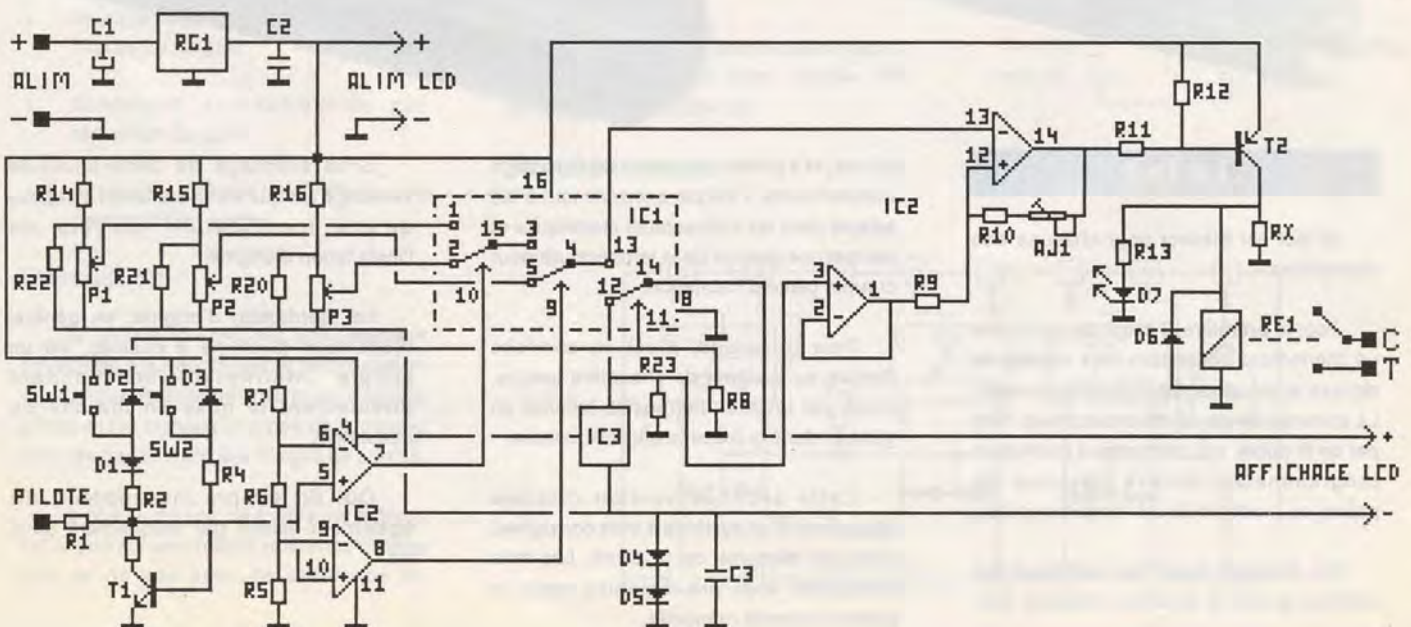 C1
C2
+
RG1
+
ALIM
ALIM LCD
-
-
R12
13
-
14
R11
12
+
T2
R14
R15
R16
16
1
IC1
2
15
3
4
13
5
14
IC2
R10
AJ1
R13
RX
R22
P1
R21
P2
R20
P3
10
9
12
11
8
3
+
1
R9
2
-
D7
D6
RE1
C
T
R23
R8
D2
D3
SW1
SW2
R7
6
4
-
7
5
+
IC2
IC3
+
AFFICHAGE LCD
-
D1
R4
R2
R6
PILOTE
R1
9
-
8
10
+
11
T1
R5
D4
D5
C3